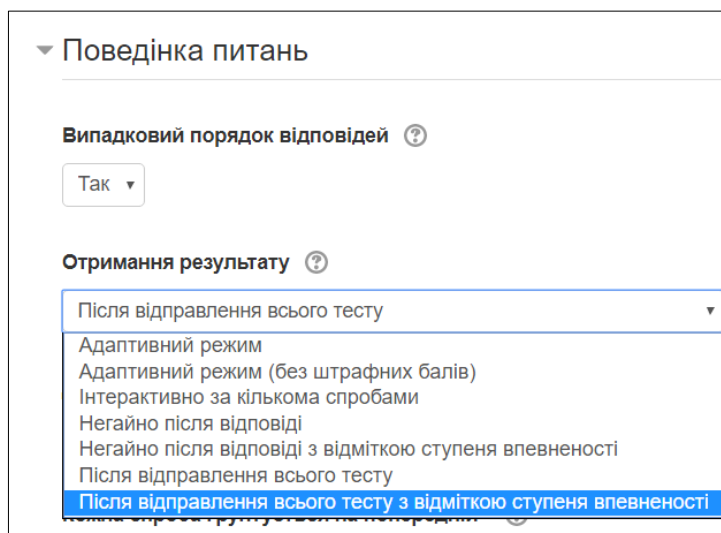 Поведінка питань
Випадковий порядок відповідей
Так
Отримання результату
Після відправлення всього тесту
Адаптивний режим
Адаптивний режим (без штрафних балів)
Інтерактивно за кількома спробами
Негайно після відповіді
Негайно після відповіді з відміткою ступеня впевненості
Після відправлення всього тесту
Після відправлення всього тесту з відміткою ступеня впевненості